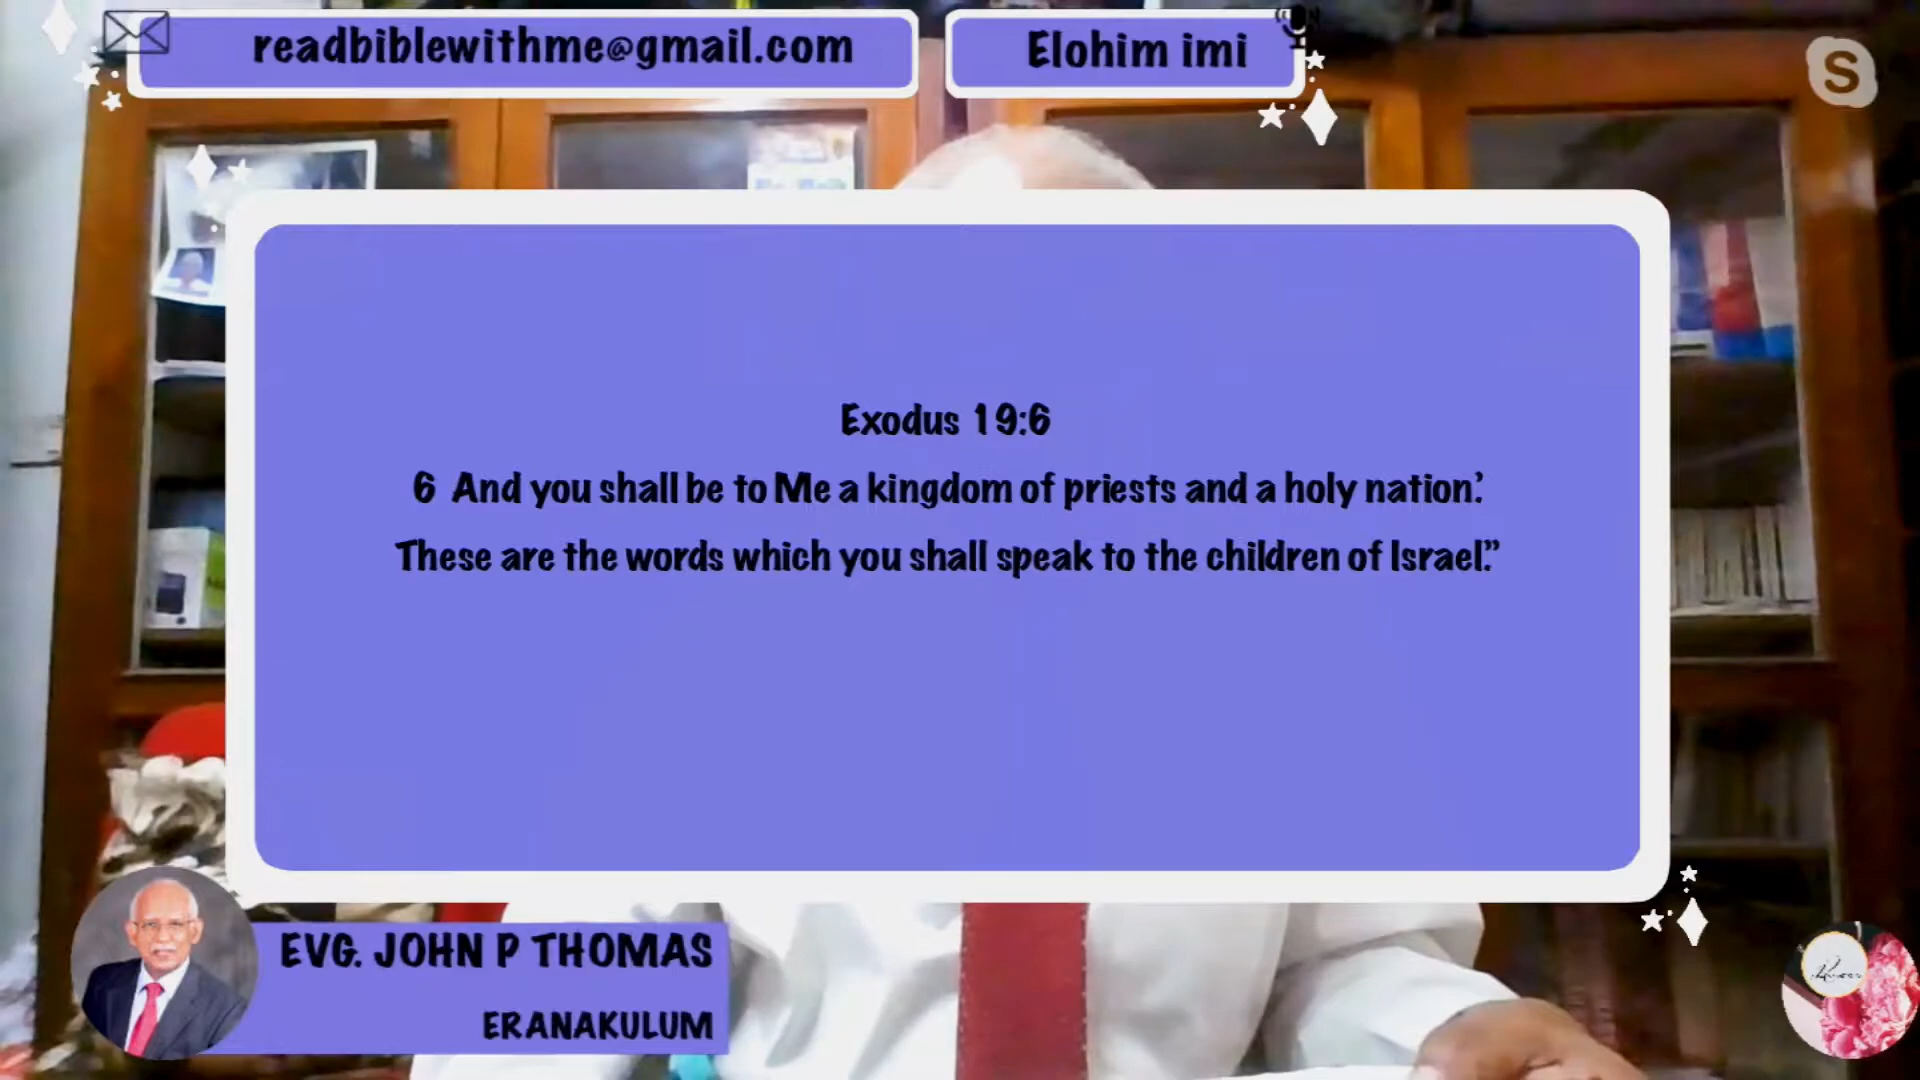 readbiblewithme@gmail.com
Elohim imi
S
Exodus 19:6
6 And you shall be to Me a kingdom of priests and a holy nation.’
These are the words which you shall speak to the children of Israel.”
EVG. JOHN P THOMAS
ERANAKULUM